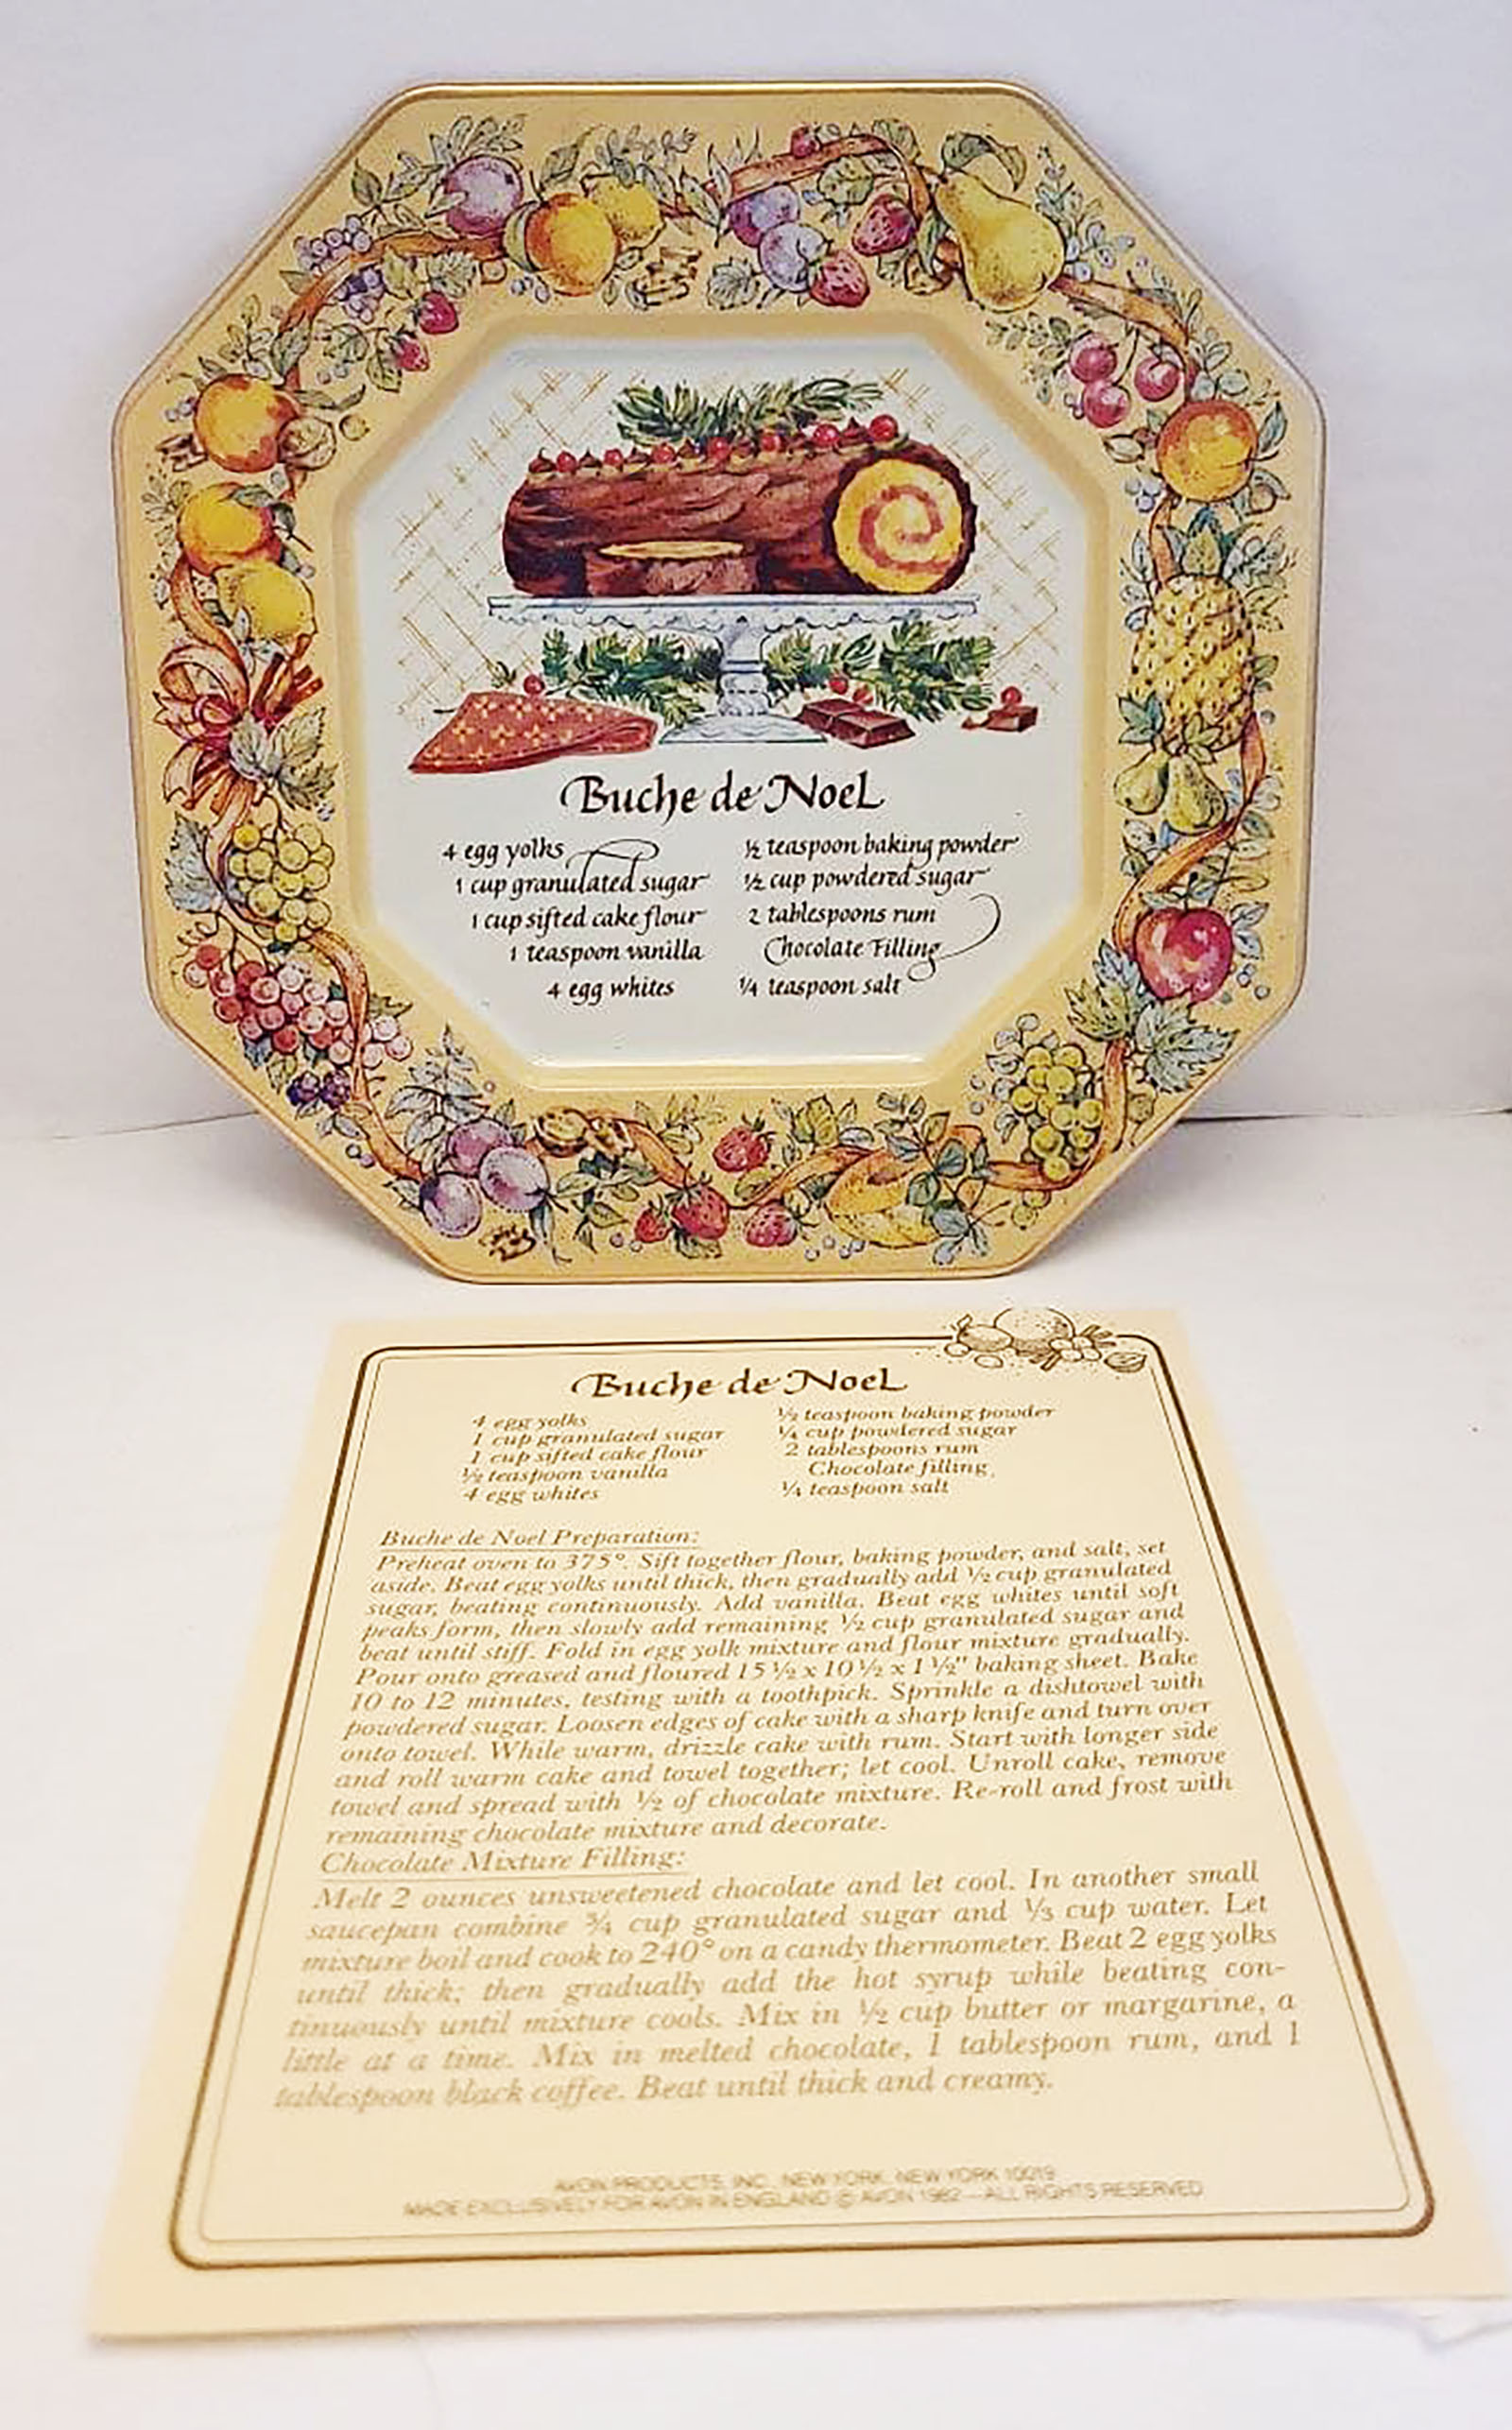 Buche de Noel
4 egg yolks
1 cup granulated sugar
1 cup sifted cake flour
1 teaspoon vanilla
4 egg whites
½ teaspoon baking powder
½ cup powdered sugar
2 tablespoons rum
Chocolate Filling
¼ teaspoon salt
Buche de Noel
4 egg yolks
1 cup granulated sugar
1 cup sifted cake flour
½ teaspoon vanilla
4 egg whites
½ teaspoon baking powder
¼ cup powdered sugar
2 tablespoons rum
Chocolate filling
¼ teaspoon salt
Buche de Noel Preparation:
Preheat oven to 375°. Sift together flour, baking powder, and salt, set
aside. Beat egg yolks until thick, then gradually add ½ cup granulated
sugar, beating continuously. Add vanilla. Beat egg whites until soft
peaks form, then slowly add remaining ½ cup granulated sugar and
beat until stiff. Fold in egg yolk mixture and flour mixture gradually.
Pour onto greased and floured 15½ x 10½ x 1½" baking sheet. Bake
10 to 12 minutes, testing with a toothpick. Sprinkle a dishtowel with
powdered sugar. Loosen edges of cake with a sharp knife and turn over
onto towel. While warm, drizzle cake with rum. Start with longer side
and roll warm cake and towel together; let cool. Unroll cake, remove
towel and spread with ½ of chocolate mixture. Re-roll and frost with
remaining chocolate mixture and decorate.
Chocolate Mixture Filling:
Melt 2 ounces unsweetened chocolate and let cool. In another small
saucepan combine ¾ cup granulated sugar and ⅓ cup water. Let
mixture boil and cook to 240° on a candy thermometer. Beat 2 egg yolks
until thick; then gradually add the hot syrup while beating con-
tinuously until mixture cools. Mix in ½ cup butter or margarine, a
little at a time. Mix in melted chocolate, 1 tablespoon rum, and 1
tablespoon black coffee. Beat until thick and creamy.
AVON PRODUCTS, INC., NEW YORK, NEW YORK 10019
MADE EXCLUSIVELY FOR AVON IN ENGLAND © AVON 1982—ALL RIGHTS RESERVED